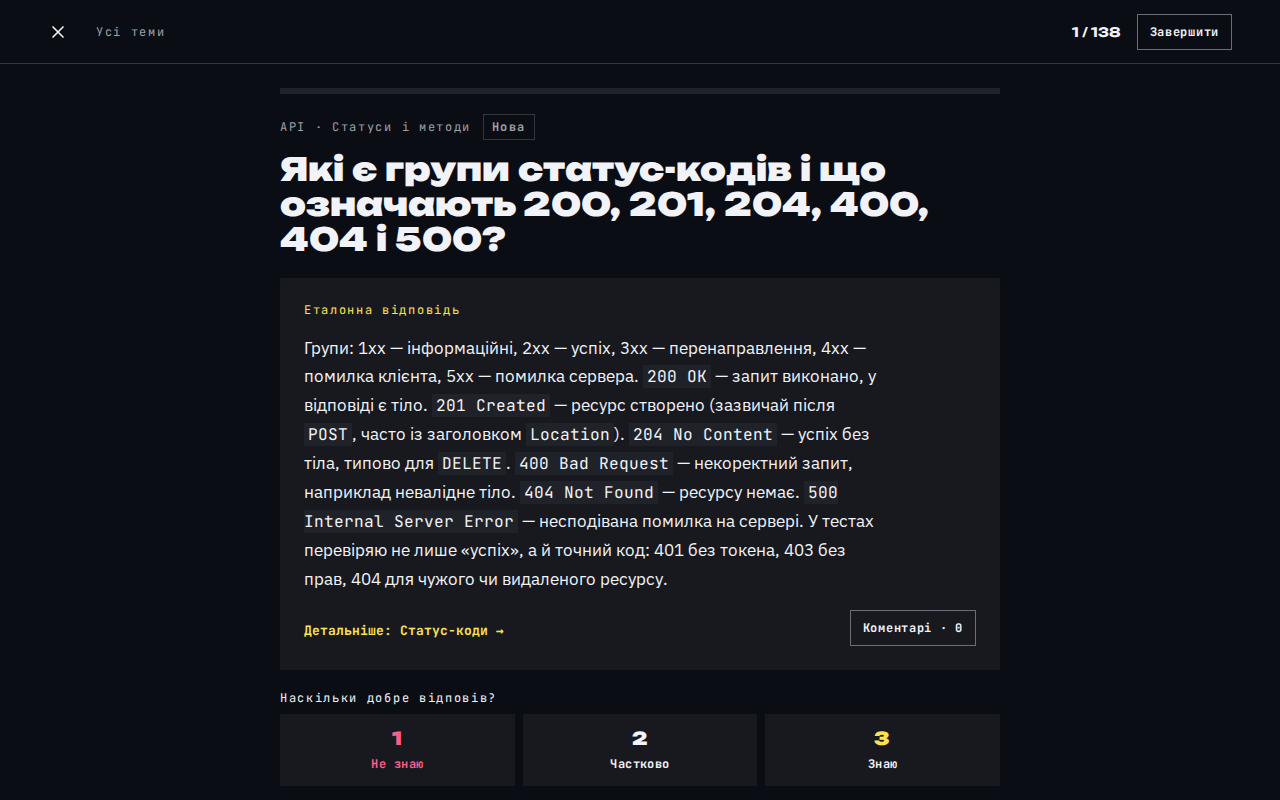 Усі теми
1/138
Завершити
API · Статуси і методи
Нова
Які є групи статус-кодів і що
означають 200, 201, 204, 400,
404 і 500?
Еталонна відповідь
Групи: 1xx — інформаційні, 2xx — успіх, 3xx — перенаправлення, 4xx —
помилка клієнта, 5xx — помилка сервера. 200 OK — запит виконано, у
відповіді є тіло. 201 Created — ресурс створено (зазвичай після
POST, часто із заголовком Location). 204 No Content — успіх без
тіла, типово для DELETE. 400 Bad Request — некоректний запит,
наприклад невалідне тіло. 404 Not Found — ресурсу немає. 500
Internal Server Error — несподівана помилка на сервері. У тестах
перевіряю не лише «успіх», а й точний код: 401 без токена, 403 без
прав, 404 для чужого чи видаленого ресурсу.
Детальніше: Статус-коди →
Коментарі · 0
Наскільки добре відповів?
1
Не знаю
2
Частково
3
Знаю